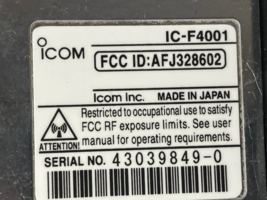 IC-F4001
ICOM
FCC ID:AFJ328602
Icom Inc. MADE IN JAPAN
Restricted to occupational use to satisfy
FCC RF exposure limits. See user
manual for operating requirements.
ATTENTION!
SERIAL NO. 43039849-0